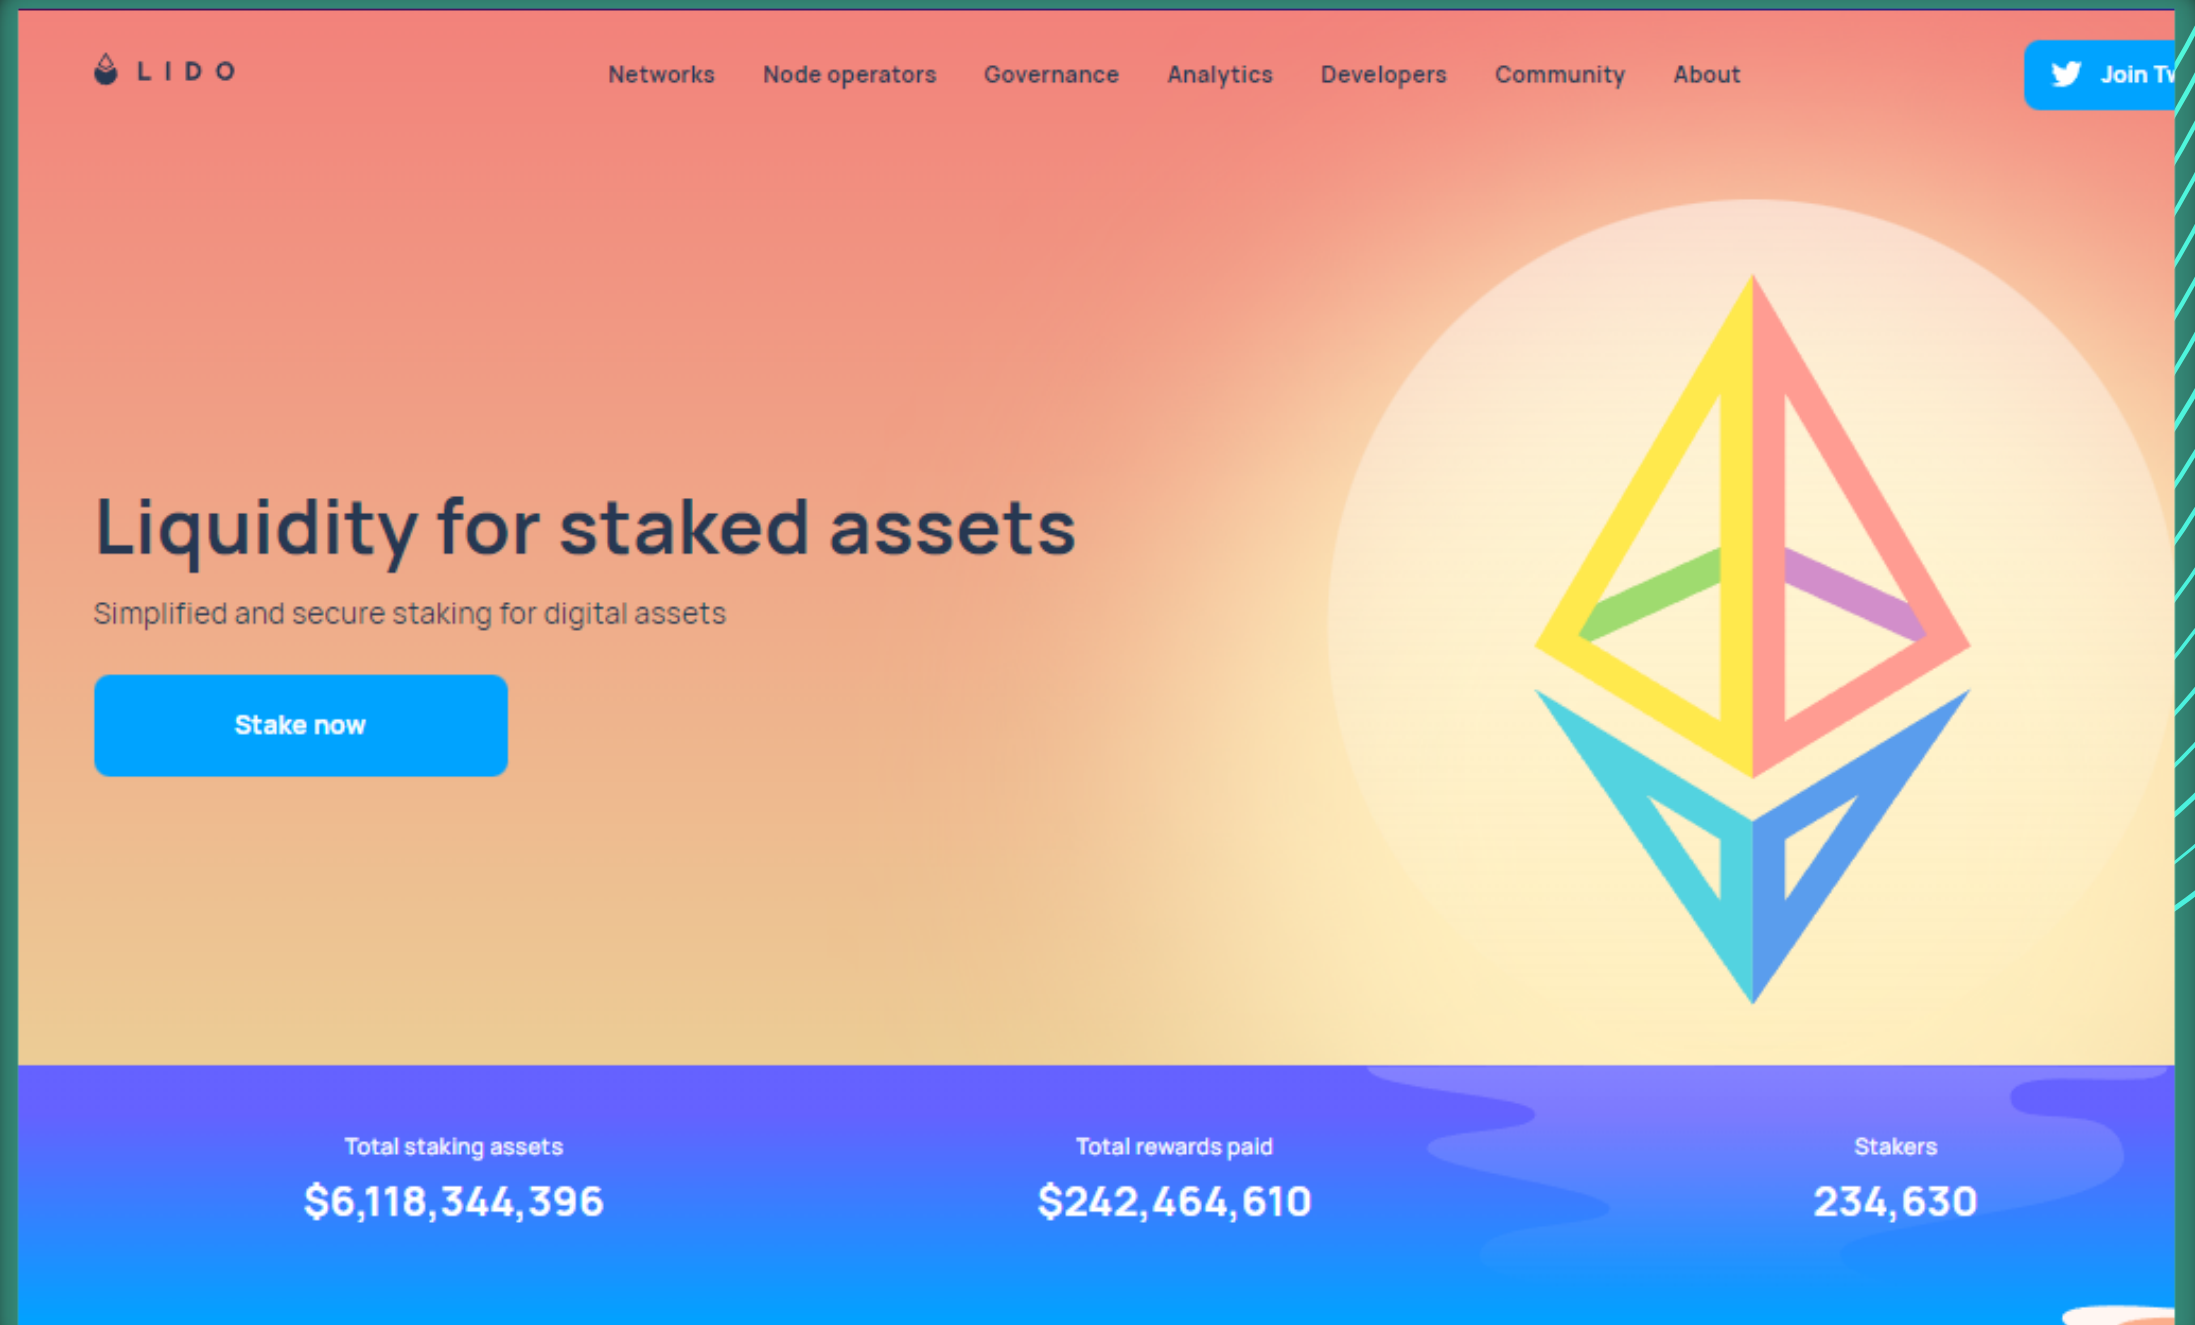 LIDO
Networks Node operators Governance Analytics Developers Community About
Join
Liquidity for staked assets
Simplified and secure staking for digital assets
Stake now
Total staking assets
$6,118,344,396
Total rewards paid
$242,464,610
Stakers
234,630